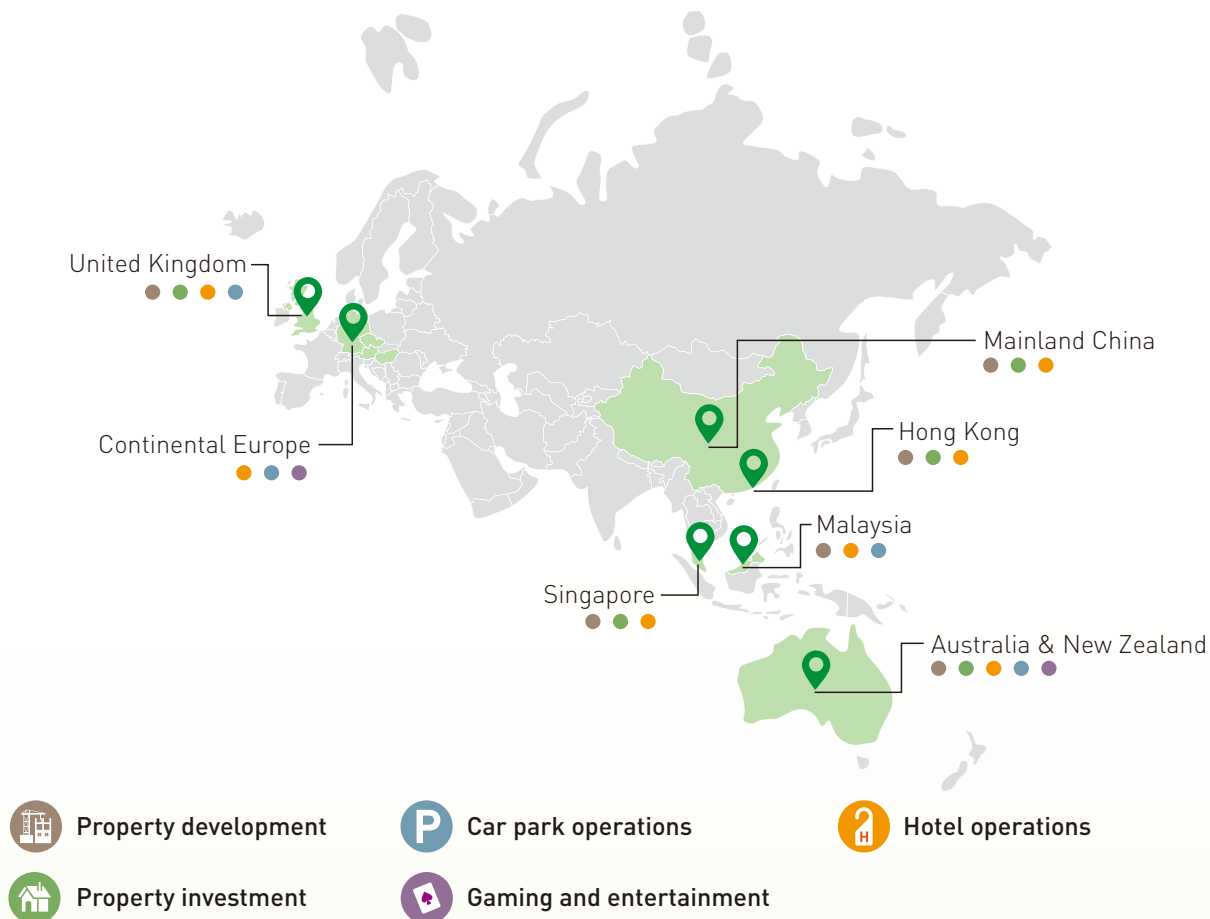 United Kingdom
Mainland China
Hong Kong
Continental Europe
Malaysia
Singapore
Australia & New Zealand
Property development
P
Car park operations
H
Hotel operations
Property investment
Gaming and entertainment